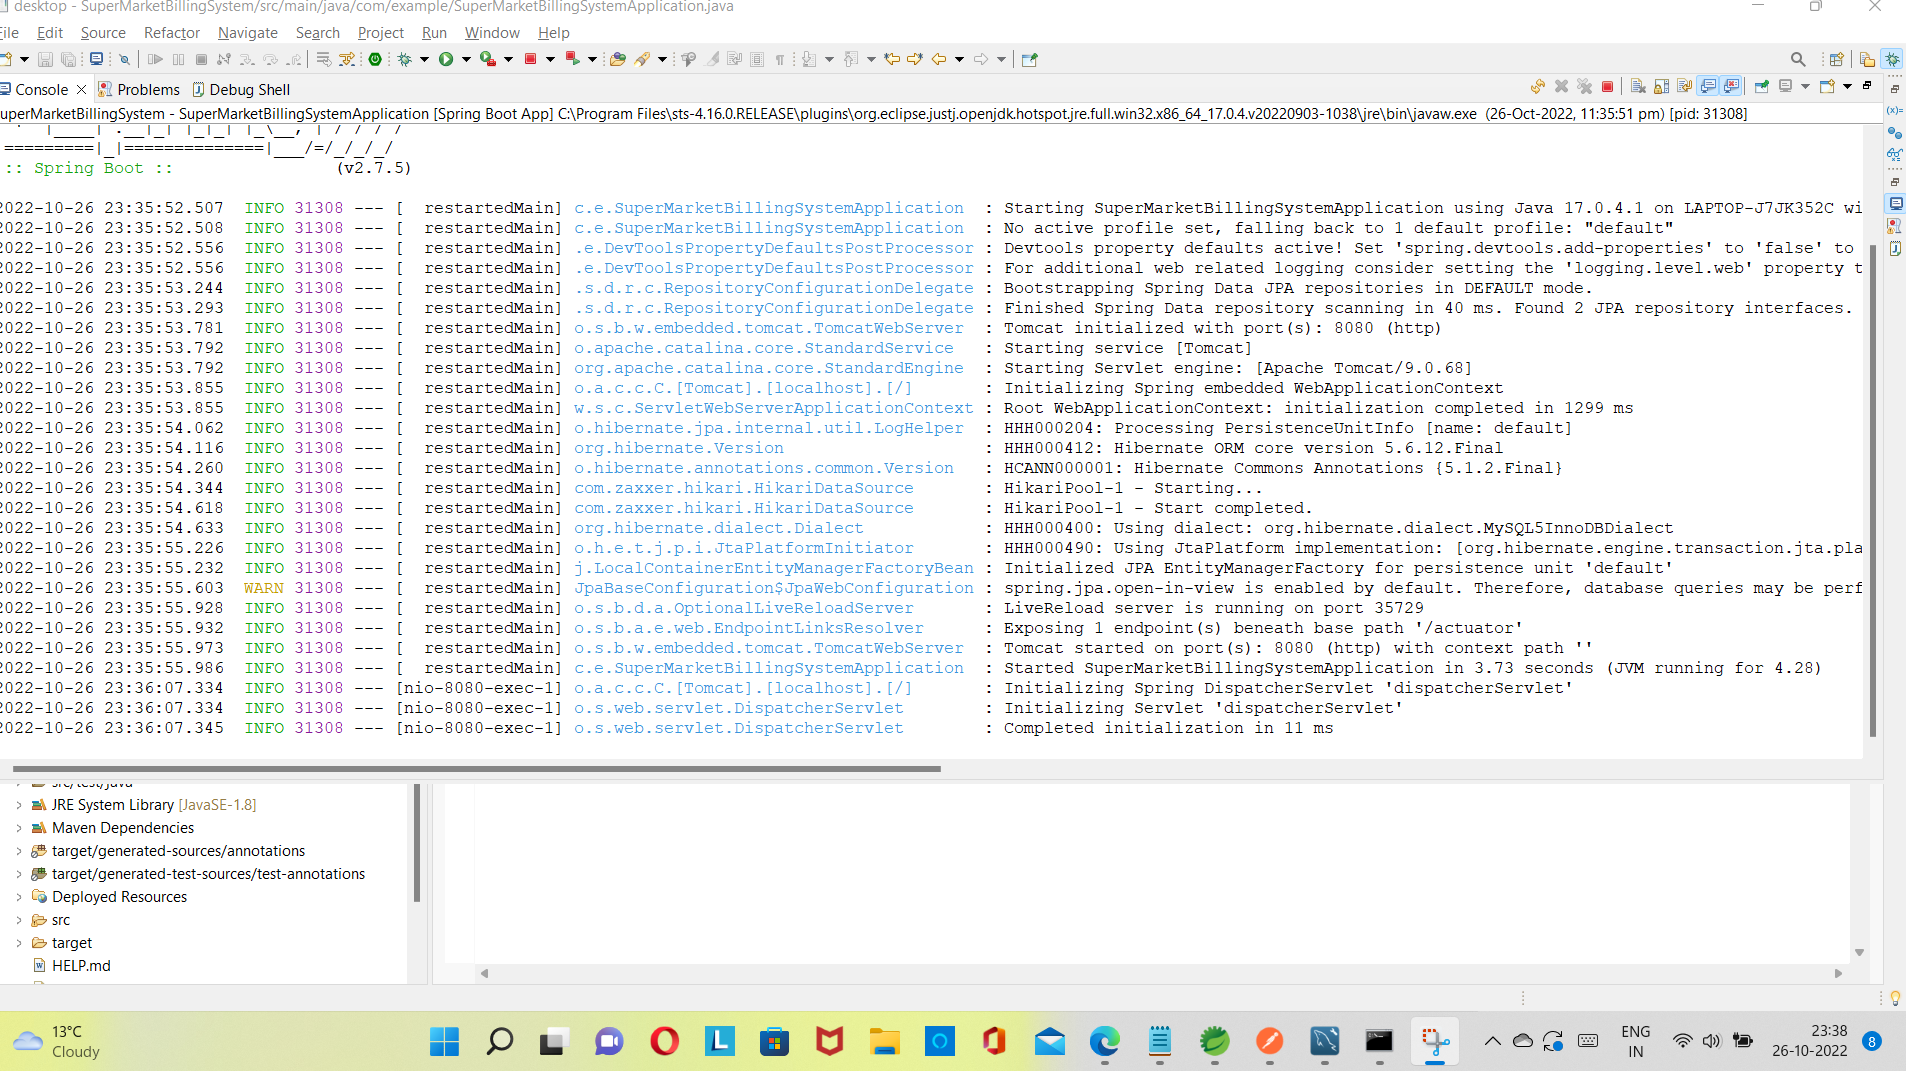 desktop - SuperMarketBillingSystem/src/main/java/com/example/SuperMarketBillingSystemApplication.java
Edit Source Refactor Navigate Search Project Run Window Help
Console Problems Debug Shell
uperMarketBillingSystem - SuperMarketBillingSystemApplication [Spring Boot App] C:\Program Files\sts-4.16.0.RELEASE\plugins\org.eclipse.justj.openjdk.hotspot.jre.full.win32.x86_64_17.0.4.v20220903-1038\jre\bin\javaw.exe (26-Oct-2022, 11:35:51 pm) [pid: 31308]
=========|_|==============|___/=/_/_/_/
:: Spring Boot :: (v2.7.5)
2022-10-26 23:35:52.507 INFO 31308 --- [ restartedMain] c.e.SuperMarketBillingSystemApplication : Starting SuperMarketBillingSystemApplication using Java 17.0.4.1 on LAPTOP-J7JK352C wi
2022-10-26 23:35:52.508 INFO 31308 --- [ restartedMain] c.e.SuperMarketBillingSystemApplication : No active profile set, falling back to 1 default profile: "default"
2022-10-26 23:35:52.556 INFO 31308 --- [ restartedMain] .e.DevToolsPropertyDefaultsPostProcessor : Devtools property defaults active! Set 'spring.devtools.add-properties' to 'false' to
2022-10-26 23:35:52.556 INFO 31308 --- [ restartedMain] .e.DevToolsPropertyDefaultsPostProcessor : For additional web related logging consider setting the 'logging.level.web' property t
2022-10-26 23:35:53.244 INFO 31308 --- [ restartedMain] .s.d.r.c.RepositoryConfigurationDelegate : Bootstrapping Spring Data JPA repositories in DEFAULT mode.
2022-10-26 23:35:53.293 INFO 31308 --- [ restartedMain] .s.d.r.c.RepositoryConfigurationDelegate : Finished Spring Data repository scanning in 40 ms. Found 2 JPA repository interfaces.
2022-10-26 23:35:53.781 INFO 31308 --- [ restartedMain] o.s.b.w.embedded.tomcat.TomcatWebServer : Tomcat initialized with port(s): 8080 (http)
2022-10-26 23:35:53.792 INFO 31308 --- [ restartedMain] o.apache.catalina.core.StandardService : Starting service [Tomcat]
2022-10-26 23:35:53.792 INFO 31308 --- [ restartedMain] org.apache.catalina.core.StandardEngine : Starting Servlet engine: [Apache Tomcat/9.0.68]
2022-10-26 23:35:53.855 INFO 31308 --- [ restartedMain] o.a.c.c.C.[Tomcat].[localhost].[/] : Initializing Spring embedded WebApplicationContext
2022-10-26 23:35:53.855 INFO 31308 --- [ restartedMain] w.s.c.ServletWebServerApplicationContext : Root WebApplicationContext: initialization completed in 1299 ms
2022-10-26 23:35:54.062 INFO 31308 --- [ restartedMain] o.hibernate.jpa.internal.util.LogHelper : HHH000204: Processing PersistenceUnitInfo [name: default]
2022-10-26 23:35:54.116 INFO 31308 --- [ restartedMain] org.hibernate.Version : HHH000412: Hibernate ORM core version 5.6.12.Final
2022-10-26 23:35:54.260 INFO 31308 --- [ restartedMain] o.hibernate.annotations.common.Version : HCANN000001: Hibernate Commons Annotations {5.1.2.Final}
2022-10-26 23:35:54.344 INFO 31308 --- [ restartedMain] com.zaxxer.hikari.HikariDataSource : HikariPool-1 - Starting...
2022-10-26 23:35:54.618 INFO 31308 --- [ restartedMain] com.zaxxer.hikari.HikariDataSource : HikariPool-1 - Start completed.
2022-10-26 23:35:54.633 INFO 31308 --- [ restartedMain] org.hibernate.dialect.Dialect : HHH000400: Using dialect: org.hibernate.dialect.MySQL5InnoDBDialect
2022-10-26 23:35:55.226 INFO 31308 --- [ restartedMain] o.h.e.t.j.p.i.JtaPlatformInitiator : HHH000490: Using JtaPlatform implementation: [org.hibernate.engine.transaction.jta.pla
2022-10-26 23:35:55.232 INFO 31308 --- [ restartedMain] j.LocalContainerEntityManagerFactoryBean : Initialized JPA EntityManagerFactory for persistence unit 'default'
2022-10-26 23:35:55.603 WARN 31308 --- [ restartedMain] JpaBaseConfiguration$JpaWebConfiguration : spring.jpa.open-in-view is enabled by default. Therefore, database queries may be perf
2022-10-26 23:35:55.928 INFO 31308 --- [ restartedMain] o.s.b.d.a.OptionalLiveReloadServer : LiveReload server is running on port 35729
2022-10-26 23:35:55.932 INFO 31308 --- [ restartedMain] o.s.b.a.e.web.EndpointLinksResolver : Exposing 1 endpoint(s) beneath base path '/actuator'
2022-10-26 23:35:55.973 INFO 31308 --- [ restartedMain] o.s.b.w.embedded.tomcat.TomcatWebServer : Tomcat started on port(s): 8080 (http) with context path ''
2022-10-26 23:35:55.986 INFO 31308 --- [ restartedMain] c.e.SuperMarketBillingSystemApplication : Started SuperMarketBillingSystemApplication in 3.73 seconds (JVM running for 4.28)
2022-10-26 23:36:07.334 INFO 31308 --- [nio-8080-exec-1] o.a.c.c.C.[Tomcat].[localhost].[/] : Initializing Spring DispatcherServlet 'dispatcherServlet'
2022-10-26 23:36:07.334 INFO 31308 --- [nio-8080-exec-1] o.s.web.servlet.DispatcherServlet : Initializing Servlet 'dispatcherServlet'
2022-10-26 23:36:07.345 INFO 31308 --- [nio-8080-exec-1] o.s.web.servlet.DispatcherServlet : Completed initialization in 11 ms
src/test/java
JRE System Library [JavaSE-1.8]
Maven Dependencies
target/generated-sources/annotations
target/generated-test-sources/test-annotations
Deployed Resources
src
target
HELP.md
13°C
Cloudy
ENG
IN
23:38
26-10-2022
8